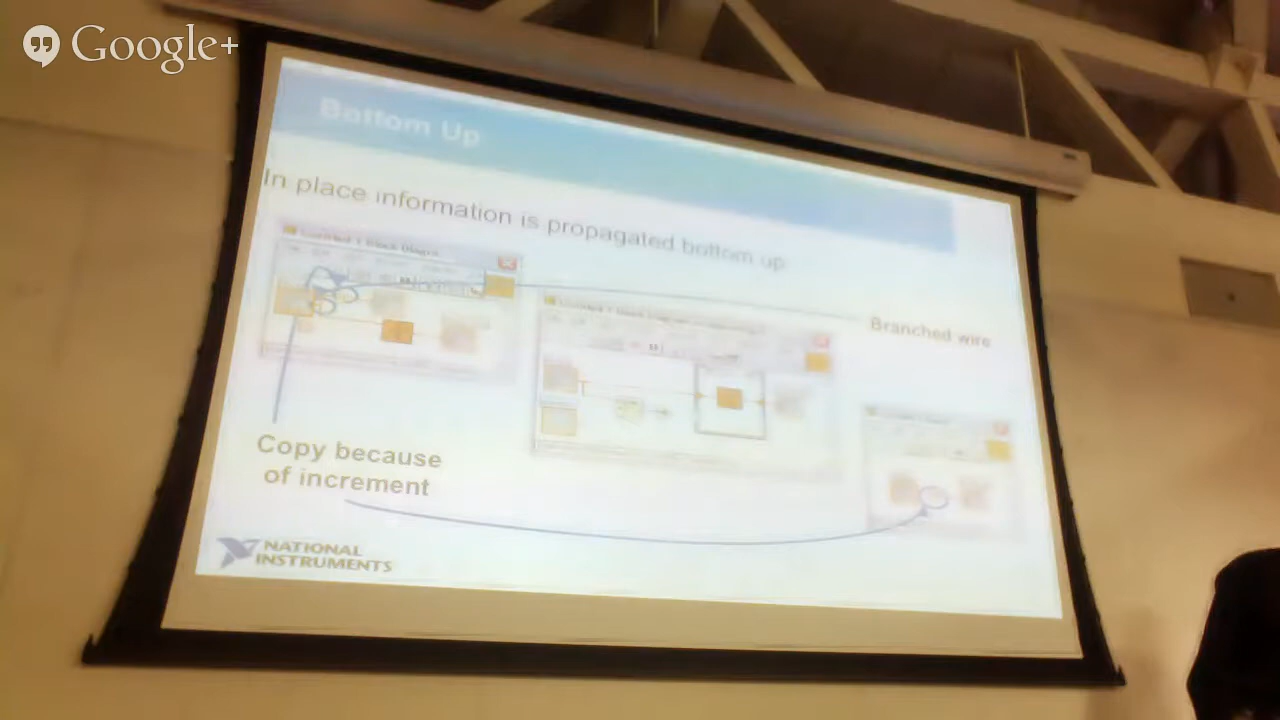 Google+
Bottom Up
In place information is propagated bottom up
Branched wire
Copy because
of increment
NATIONAL
INSTRUMENTS